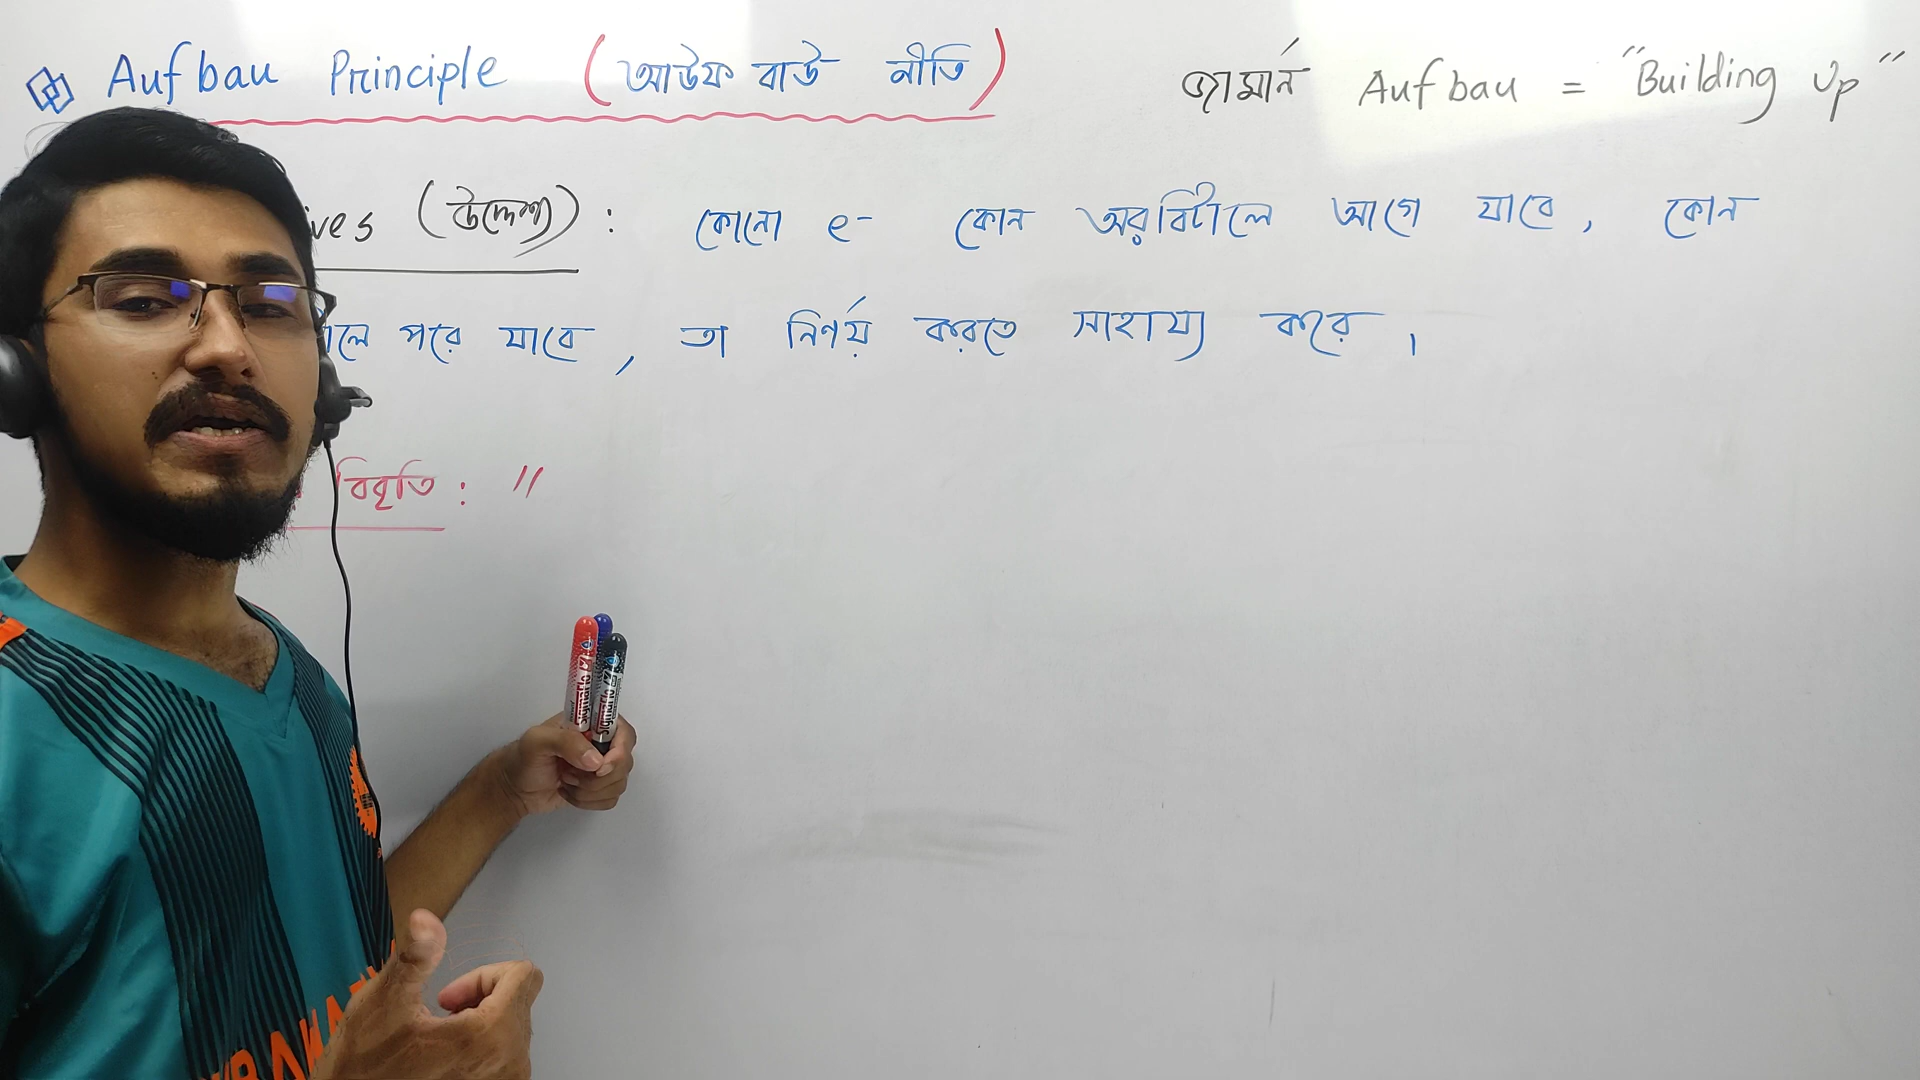 Aufbau Principle (আউফ বাউ নীতি) জার্মান Aufbau = "Building Up"
ives (উদ্দেশ্য) : কোনো e- কোন অরবিটালে আগে যাবে, কোন
ালে পরে যাবে, তা নির্ণয় করতে সাহায্য করে।
বিবৃতি : "